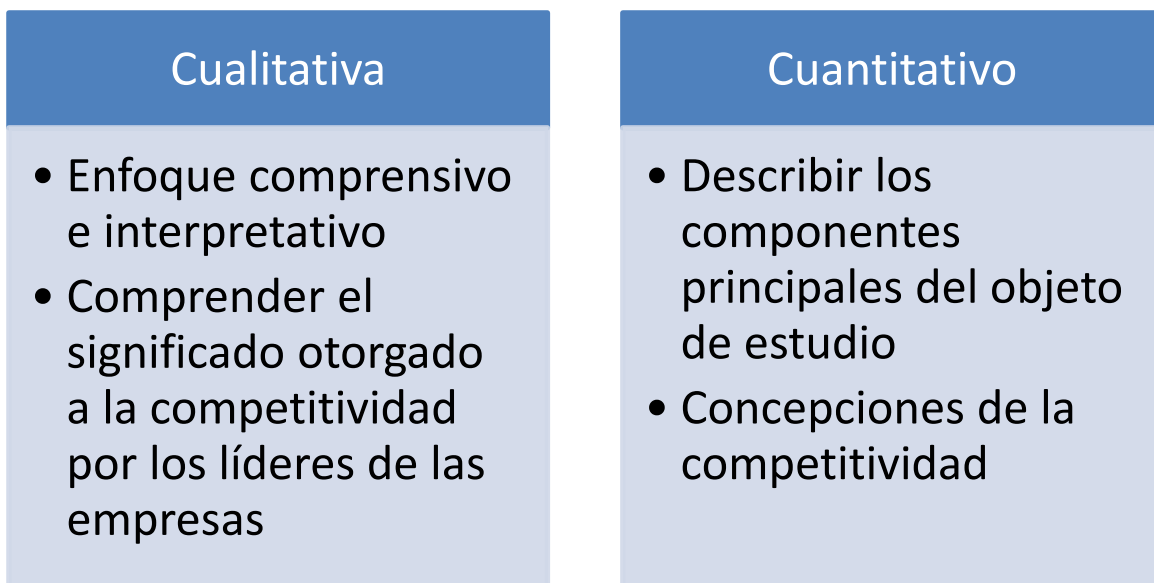 Cualitativa
• Enfoque comprensivo
e interpretativo
• Comprender el
significado otorgado
a la competitividad
por los líderes de las
empresas
Cuantitativo
• Describir los
componentes
principales del objeto
de estudio
• Concepciones de la
competitividad